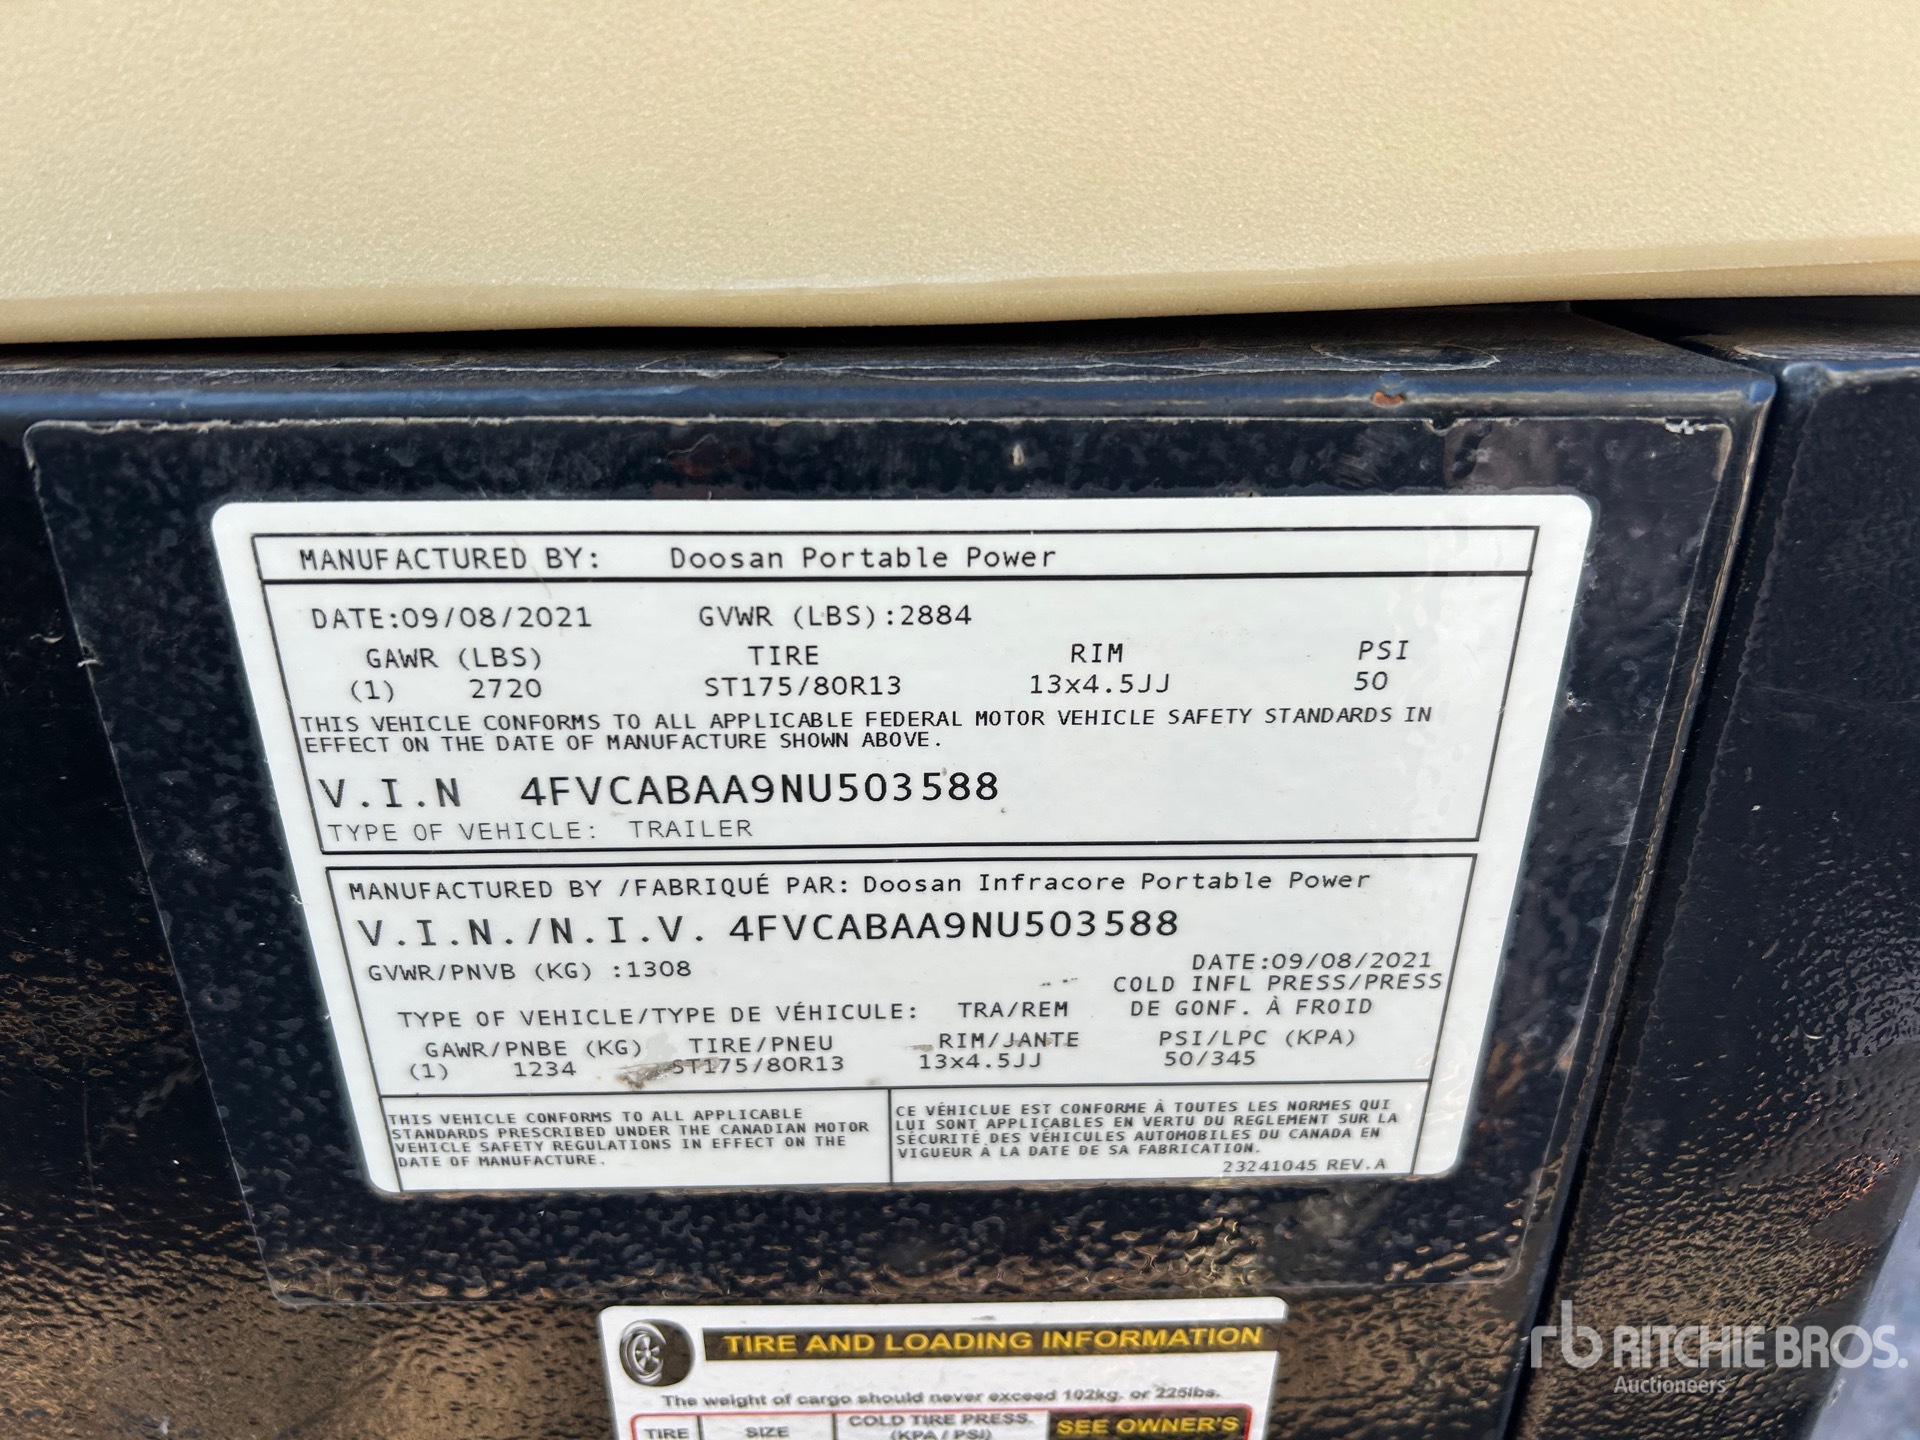 MANUFACTURED BY: Doosan Portable Power
DATE:09/08/2021 GVWR (LBS):2884
GAWR (LBS) TIRE RIM PSI
(1) 2720 ST175/80R13 13x4.5JJ 50
THIS VEHICLE CONFORMS TO ALL APPLICABLE FEDERAL MOTOR VEHICLE SAFETY STANDARDS IN
EFFECT ON THE DATE OF MANUFACTURE SHOWN ABOVE.
V.I.N 4FVCABAA9NU503588
TYPE OF VEHICLE: TRAILER
MANUFACTURED BY /FABRIQUÉ PAR: Doosan Infracore Portable Power
V.I.N./N.I.V. 4FVCABAA9NU503588
GVWR/PNVB (KG) :1308 DATE:09/08/2021
COLD INFL PRESS/PRESS
TYPE OF VEHICLE/TYPE DE VÉHICULE: TRA/REM DE GONF. À FROID
GAWR/PNBE (KG) TIRE/PNEU RIM/JANTE PSI/LPC (KPA)
(1) 1234 ST175/80R13 13x4.5JJ 50/345
THIS VEHICLE CONFORMS TO ALL APPLICABLE
STANDARDS PRESCRIBED UNDER THE CANADIAN MOTOR
VEHICLE SAFETY REGULATIONS IN EFFECT ON THE
DATE OF MANUFACTURE.
CE VÉHICLUE EST CONFORME À TOUTES LES NORMES QUI
LUI SONT APPLICABLES EN VERTU DU REGLEMENT SUR LA
SÉCURITÉ DES VÉHICULES AUTOMOBILES DU CANADA EN
VIGUEUR À LA DATE DE SA FABRICATION.
23241045 REV.A
TIRE AND LOADING INFORMATION
The weight of cargo should never exceed 102kg. or 225lbs.
TIRE SIZE COLD TIRE PRESS. SEE OWNER'S
(KPA / PSI)
rb RITCHIE BROS.
Auctioneers